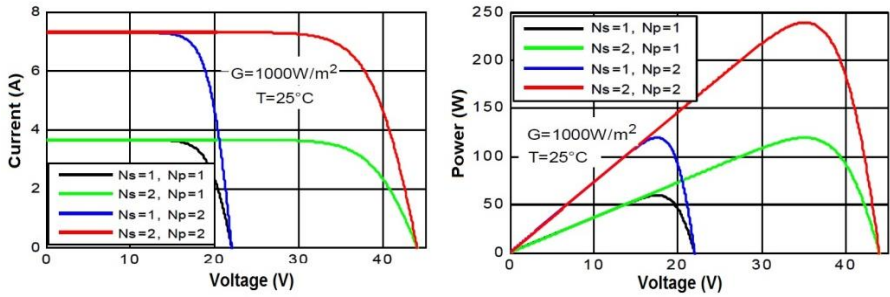 8
6
4
2
0
Current (A)
G=1000W/m²
T=25°C
Ns=1, Np=1
Ns=2, Np=1
Ns=1, Np=2
Ns=2, Np=2
0 10 20 30 40
Voltage (V)
250
200
150
100
50
0
Power (W)
Ns=1, Np=1
Ns=2, Np=1
Ns=1, Np=2
Ns=2, Np=2
G=1000W/m²
T=25°C
0 10 20 30 40
Voltage (V)